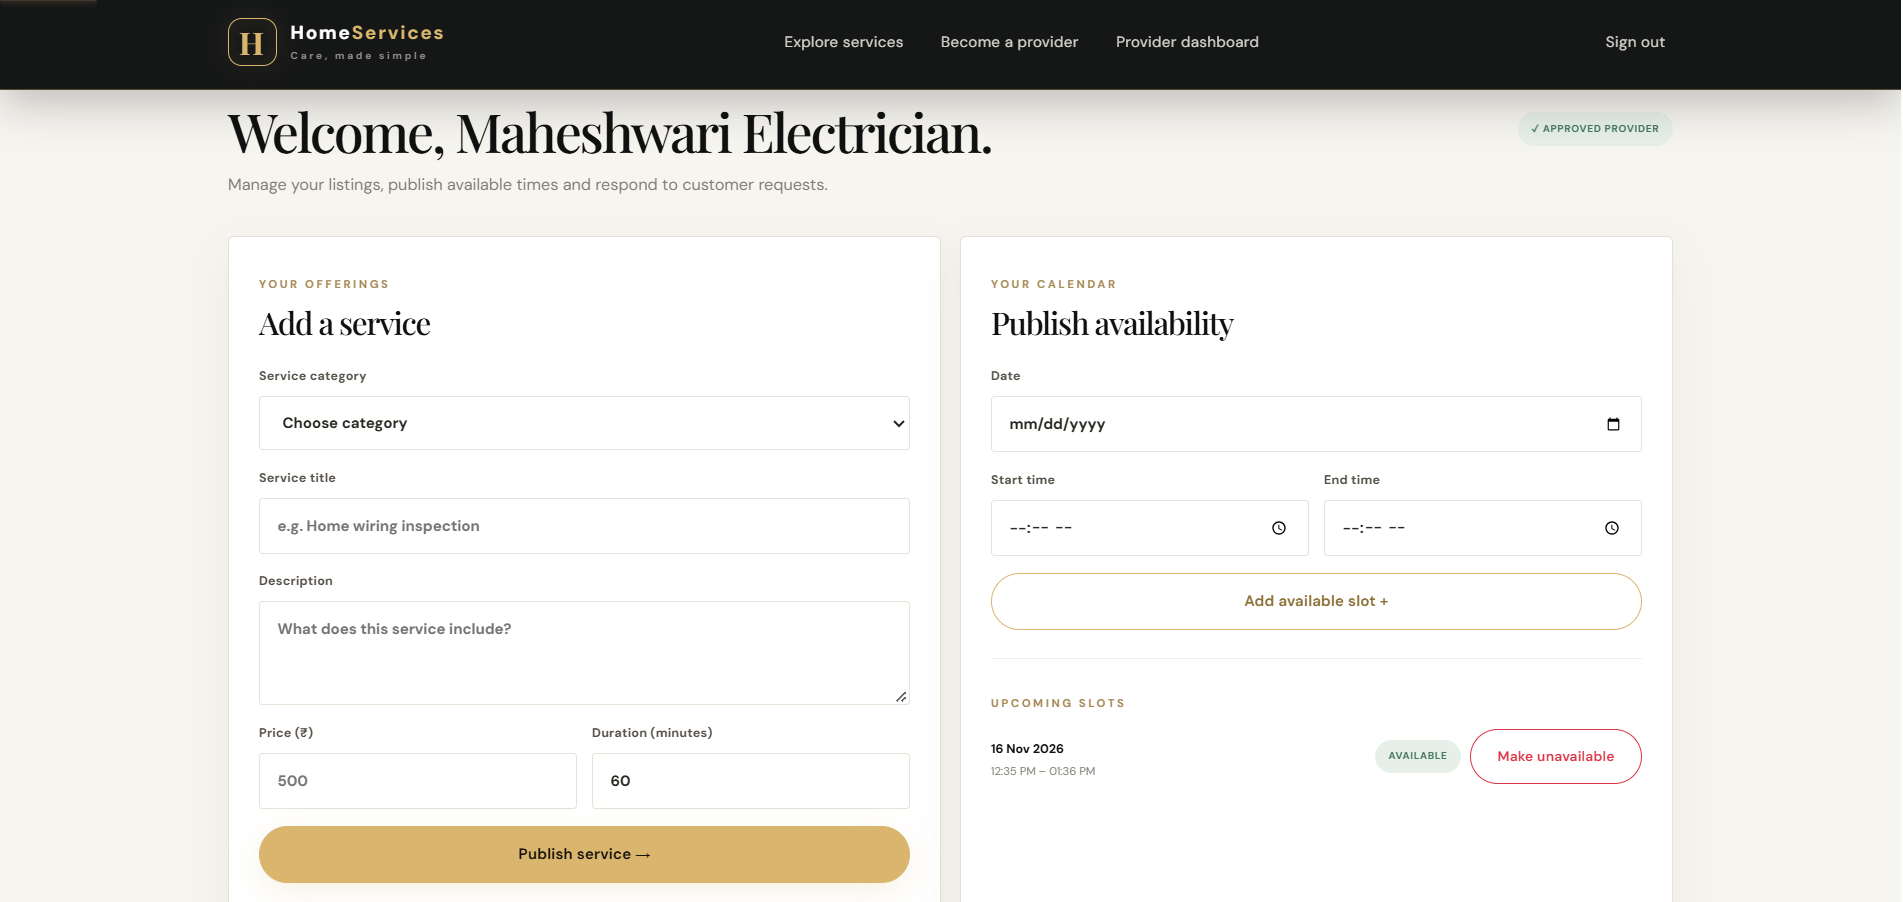 H
HomeServices
Care, made simple
Explore services
Become a provider
Provider dashboard
Sign out
Welcome, Maheshwari Electrician.
✓ APPROVED PROVIDER
Manage your listings, publish available times and respond to customer requests.
YOUR OFFERINGS
Add a service
Service category
Choose category
Service title
e.g. Home wiring inspection
Description
What does this service include?
Price (₹)
Duration (minutes)
500
60
Publish service →
YOUR CALENDAR
Publish availability
Date
mm/dd/yyyy
Start time
End time
--:-- --
--:-- --
Add available slot +
UPCOMING SLOTS
16 Nov 2026
12:35 PM – 01:36 PM
AVAILABLE
Make unavailable